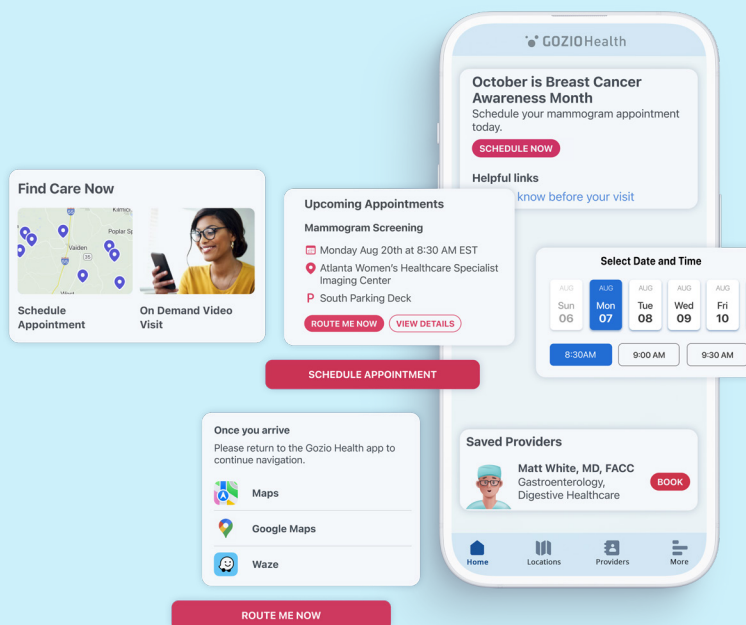 GOZIOHealth
October is Breast Cancer
Awareness Month
Schedule your mammogram appointment
today.
SCHEDULE NOW
Helpful links
know before your visit
Find Care Now
Vaiden
35
Poplar Sp
West
Schedule
Appointment
On Demand Video
Visit
Upcoming Appointments
Mammogram Screening
Monday Aug 20th at 8:30 AM EST
Atlanta Women's Healthcare Specialist
Imaging Center
P South Parking Deck
ROUTE ME NOW
VIEW DETAILS
SCHEDULE APPOINTMENT
Select Date and Time
AUG AUG AUG AUG AUG
Sun Mon Tue Wed Fri
06 07 08 09 10
8:30AM 9:00 AM 9:30 AM
Once you arrive
Please return to the Gozio Health app to
continue navigation.
Maps
Google Maps
Waze
ROUTE ME NOW
Saved Providers
Matt White, MD, FACC
Gastroenterology,
Digestive Healthcare
BOOK
Home Locations Providers More